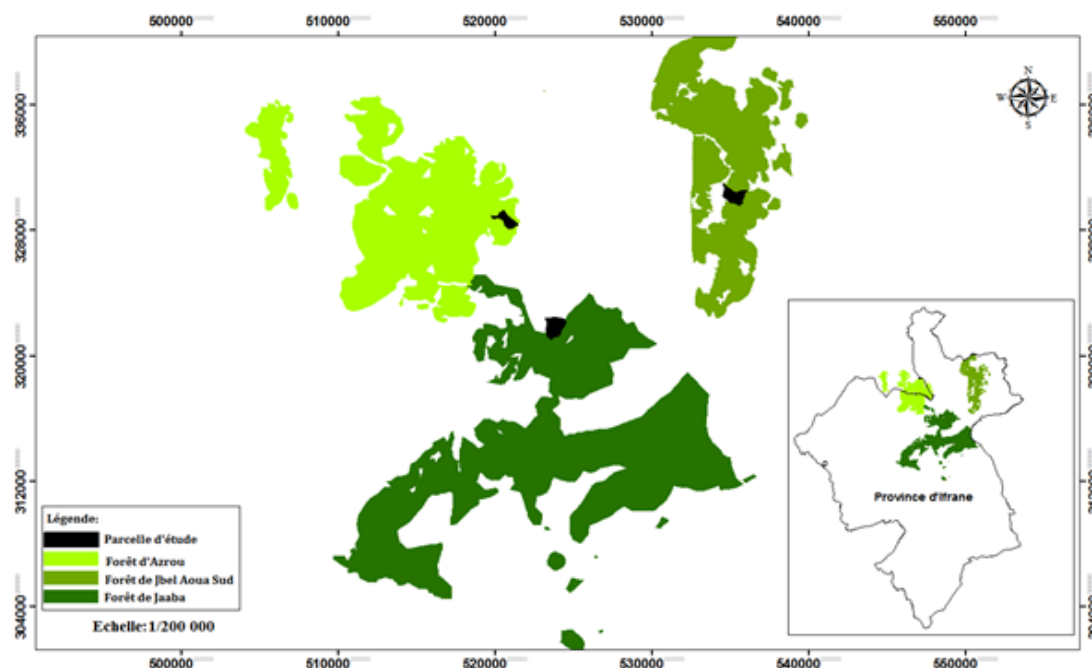 500000 510000 520000 530000 540000 550000
N
W E
S
336000
328000
320000
312000
304000
Province d'Ifrane
Légende:
Parcelle d'étude
Forêt d'Azrou
Forêt de Jbel Aoua Sud
Forêt de Jaaba
Echelle:1/200 000
500000 510000 520000 530000 540000 550000